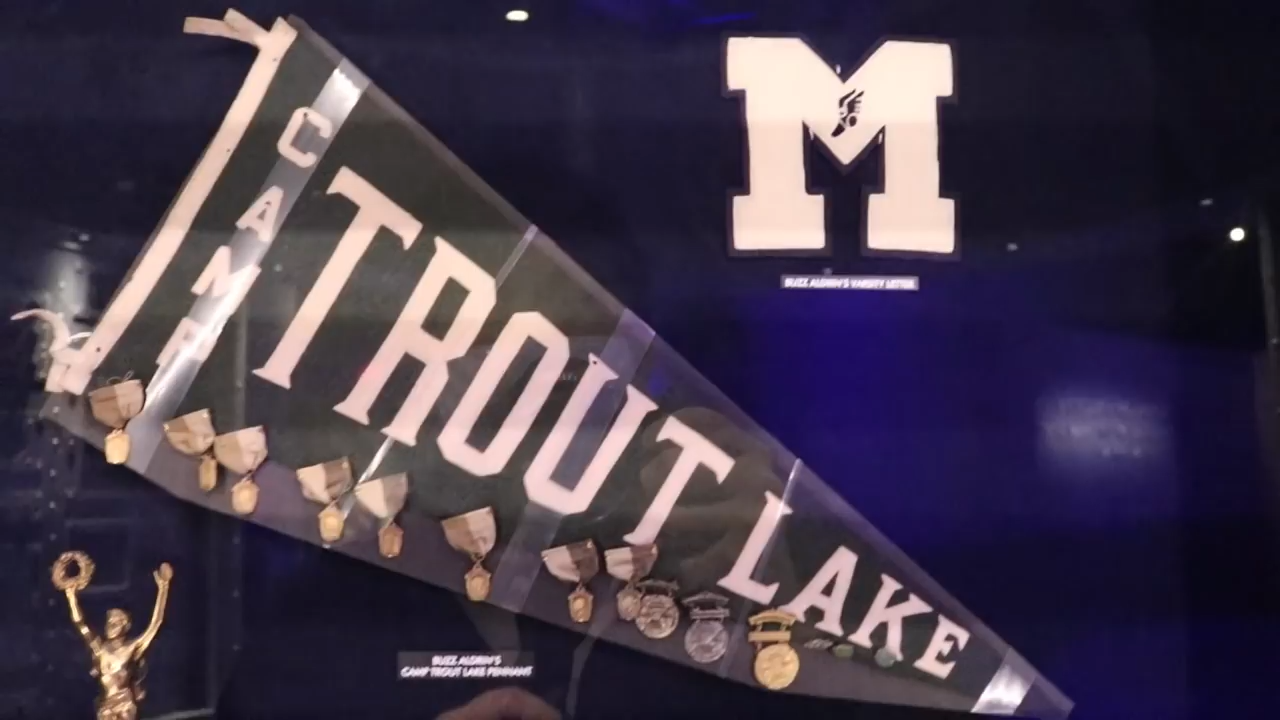 CAMP
TROUT LAKE
M
BUZZ ALDRIN'S VARSITY LETTER
BUZZ ALDRIN'S
CAMP TROUT LAKE PENNANT